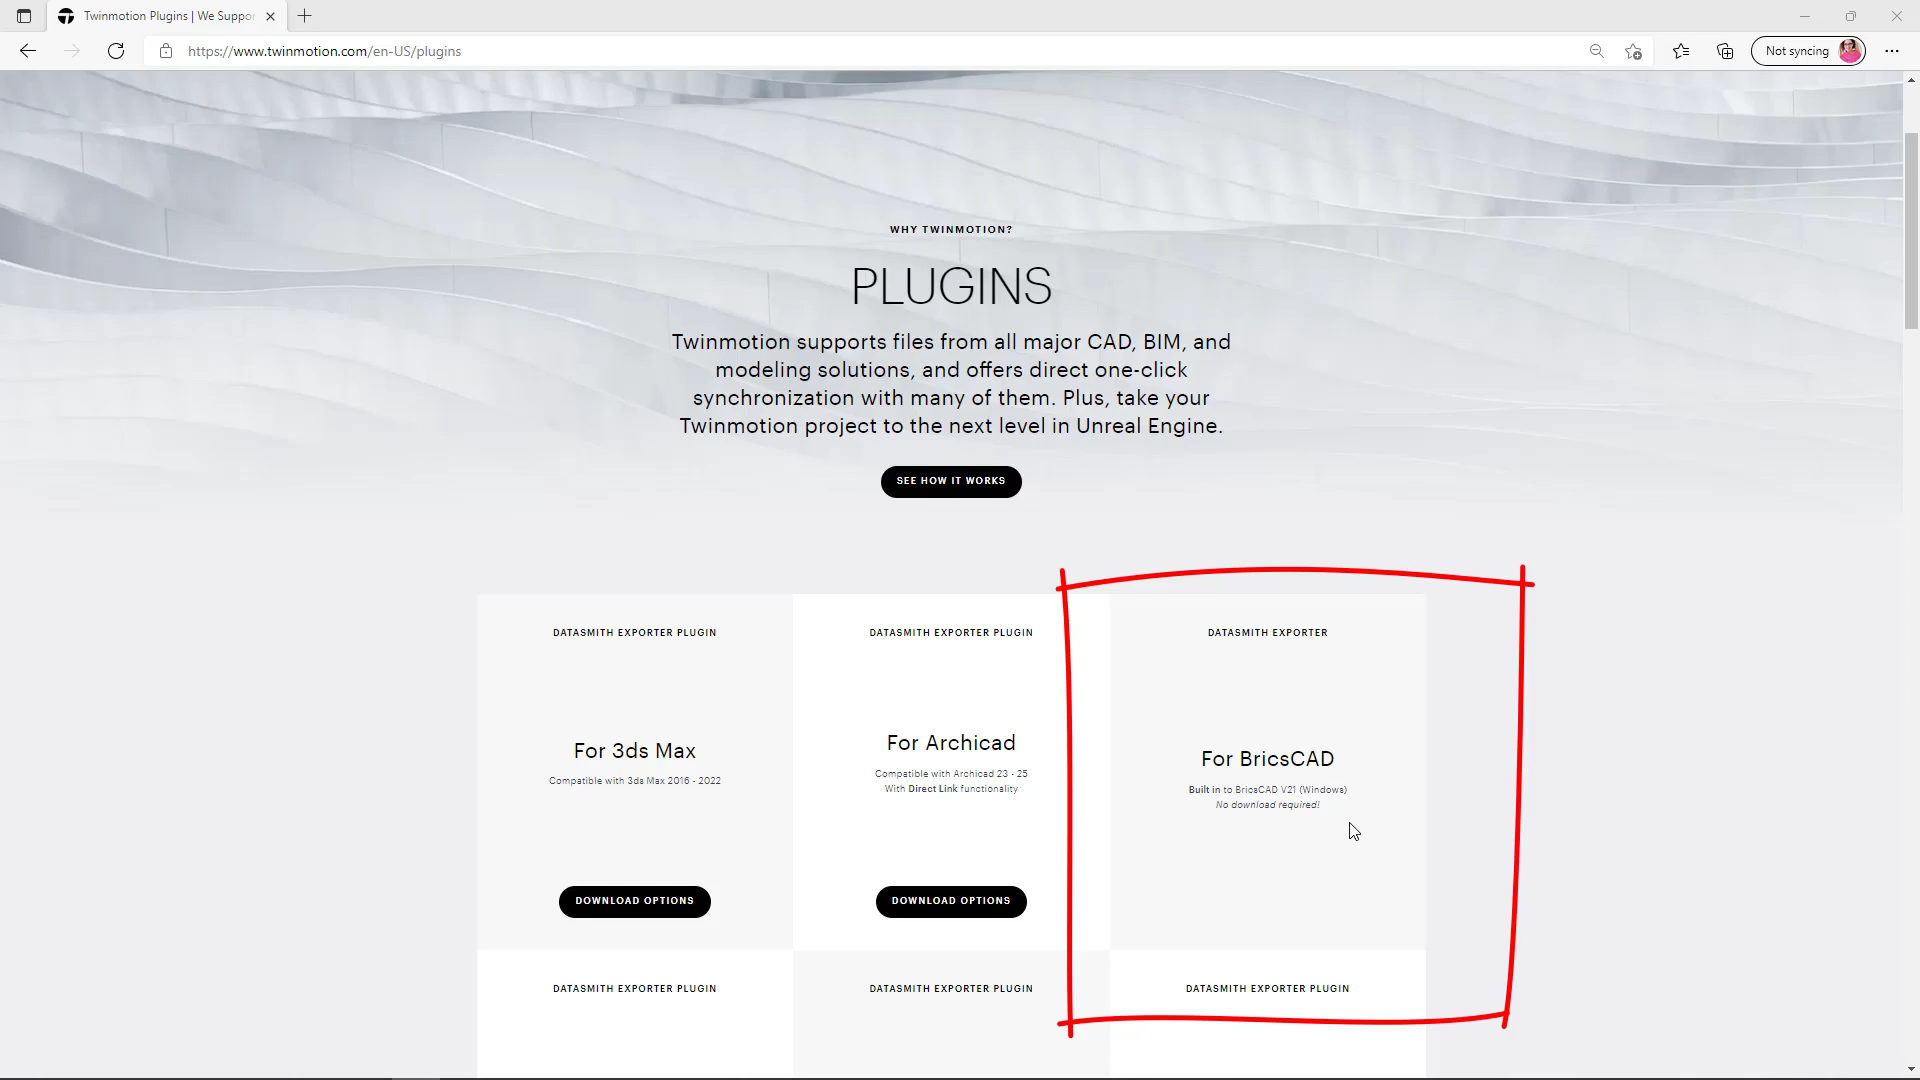 Twinmotion Plugins | We Suppor
https://www.twinmotion.com/en-US/plugins
Not syncing
WHY TWINMOTION?
PLUGINS
Twinmotion supports files from all major CAD, BIM, and
modeling solutions, and offers direct one-click
synchronization with many of them. Plus, take your
Twinmotion project to the next level in Unreal Engine.
SEE HOW IT WORKS
DATASMITH EXPORTER PLUGIN
For 3ds Max
Compatible with 3ds Max 2016 - 2022
DOWNLOAD OPTIONS
DATASMITH EXPORTER PLUGIN
For Archicad
Compatible with Archicad 23 - 25
With Direct Link functionality
DOWNLOAD OPTIONS
DATASMITH EXPORTER
For BricsCAD
Built in to BricsCAD V21 (Windows)
No download required!
DATASMITH EXPORTER PLUGIN
DATASMITH EXPORTER PLUGIN
DATASMITH EXPORTER PLUGIN